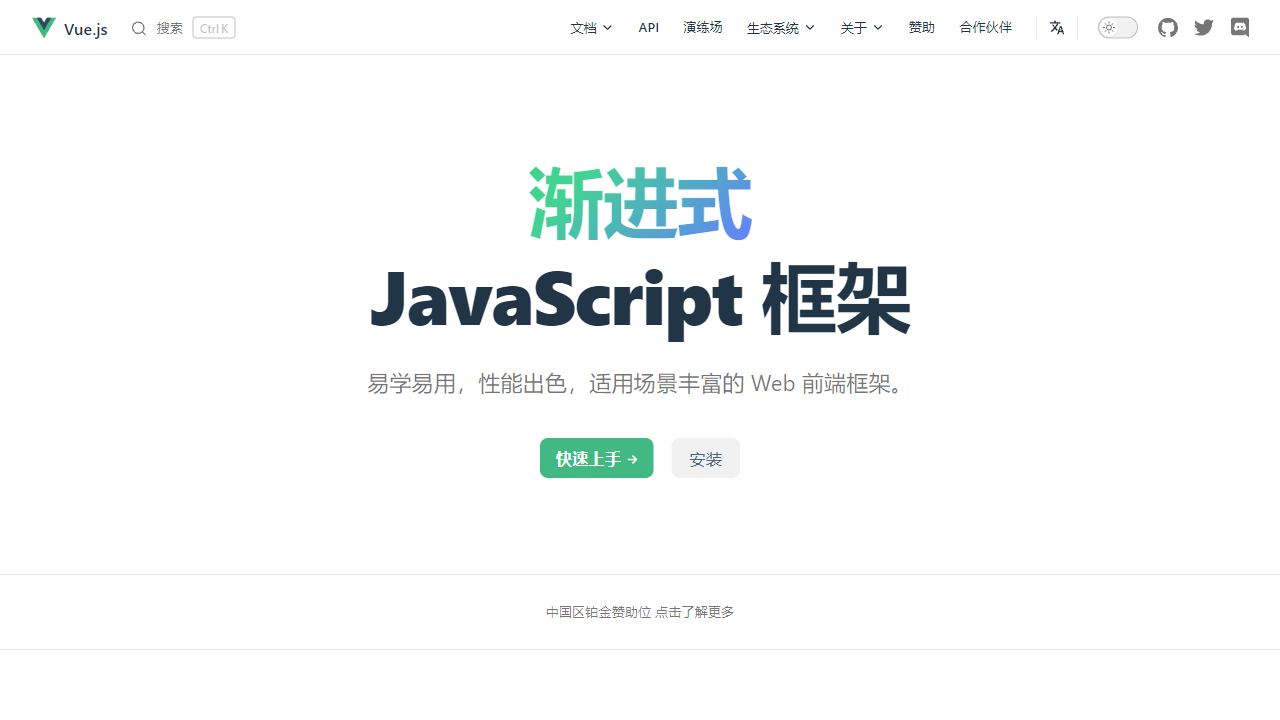 Vue.js 搜索 Ctrl K 文档 API 演练场 生态系统 关于 赞助 合作伙伴
渐进式
JavaScript 框架
易学易用，性能出色，适用场景丰富的 Web 前端框架。
快速上手 → 安装
中国区铂金赞助位 点击了解更多